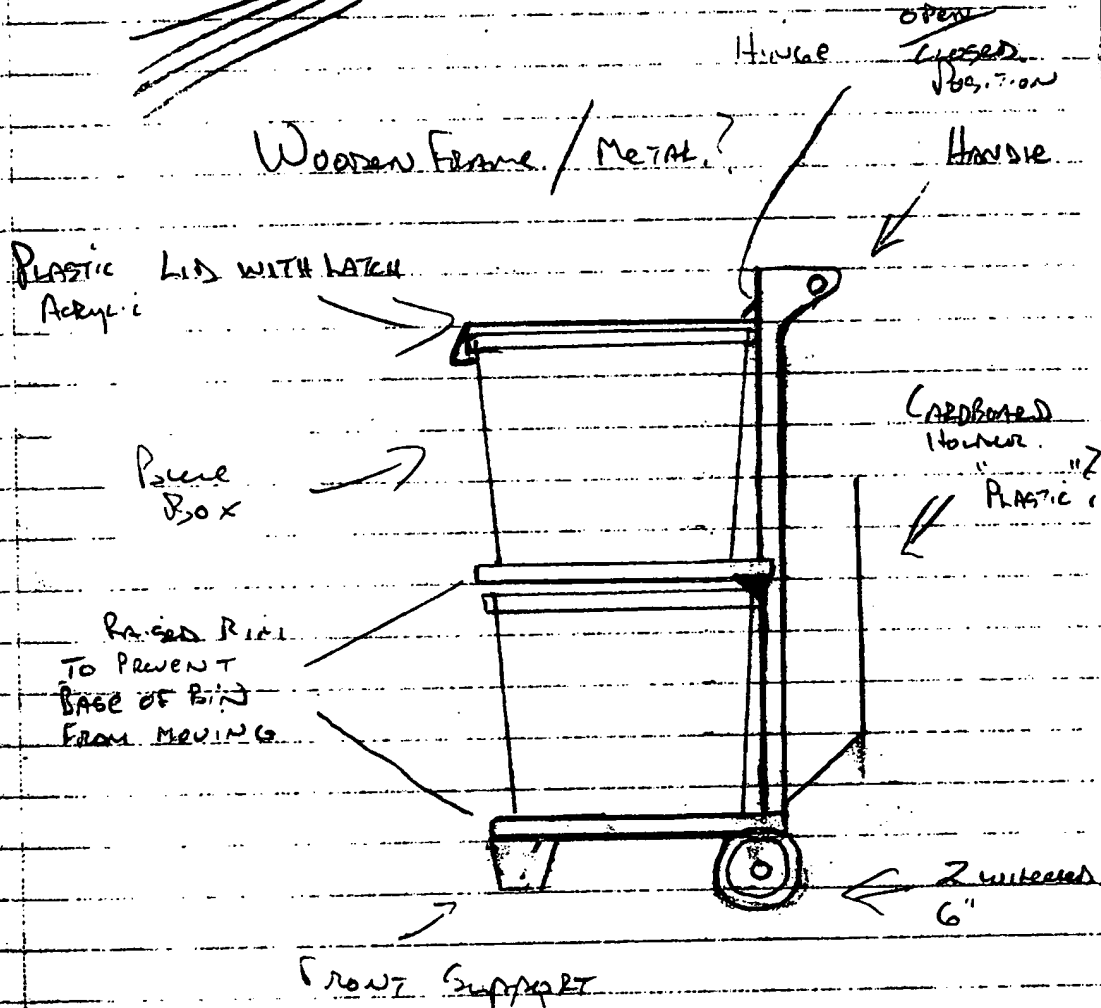 OPEN
HINGE CLOSED
POSITION
WOODEN FRAME / METAL?
HANDLE
PLASTIC LID WITH LATCH
ACRYLIC
CARDBOARD
HOLDER.
" "?
PLASTIC
BOX
RAISED RIM
TO PREVENT
BASE OF BIN
FROM MOVING
2 WHEELED
6"
FRONT SUPPORT